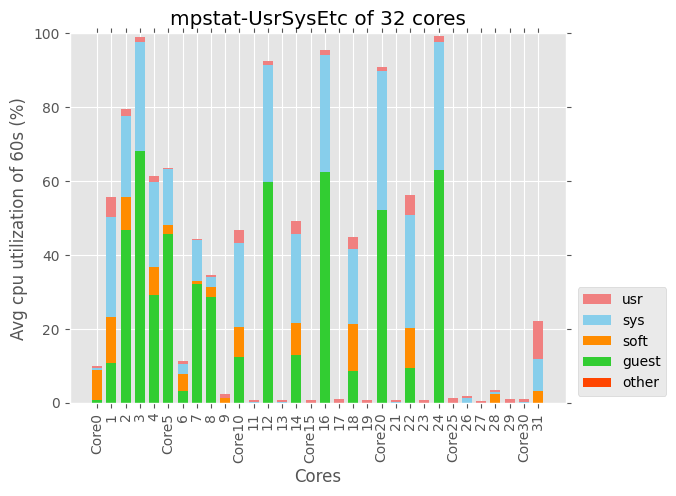 mpstat-UsrSysEtc of 32 cores
Avg cpu utilization of 60s (%)
100
80
60
40
20
0
Core0
1
2
3
4
Core5
6
7
8
9
Core10
11
12
13
14
Core15
16
17
18
19
Core20
21
22
23
24
Core25
26
27
28
29
Core30
31
Cores
usr
sys
soft
guest
other